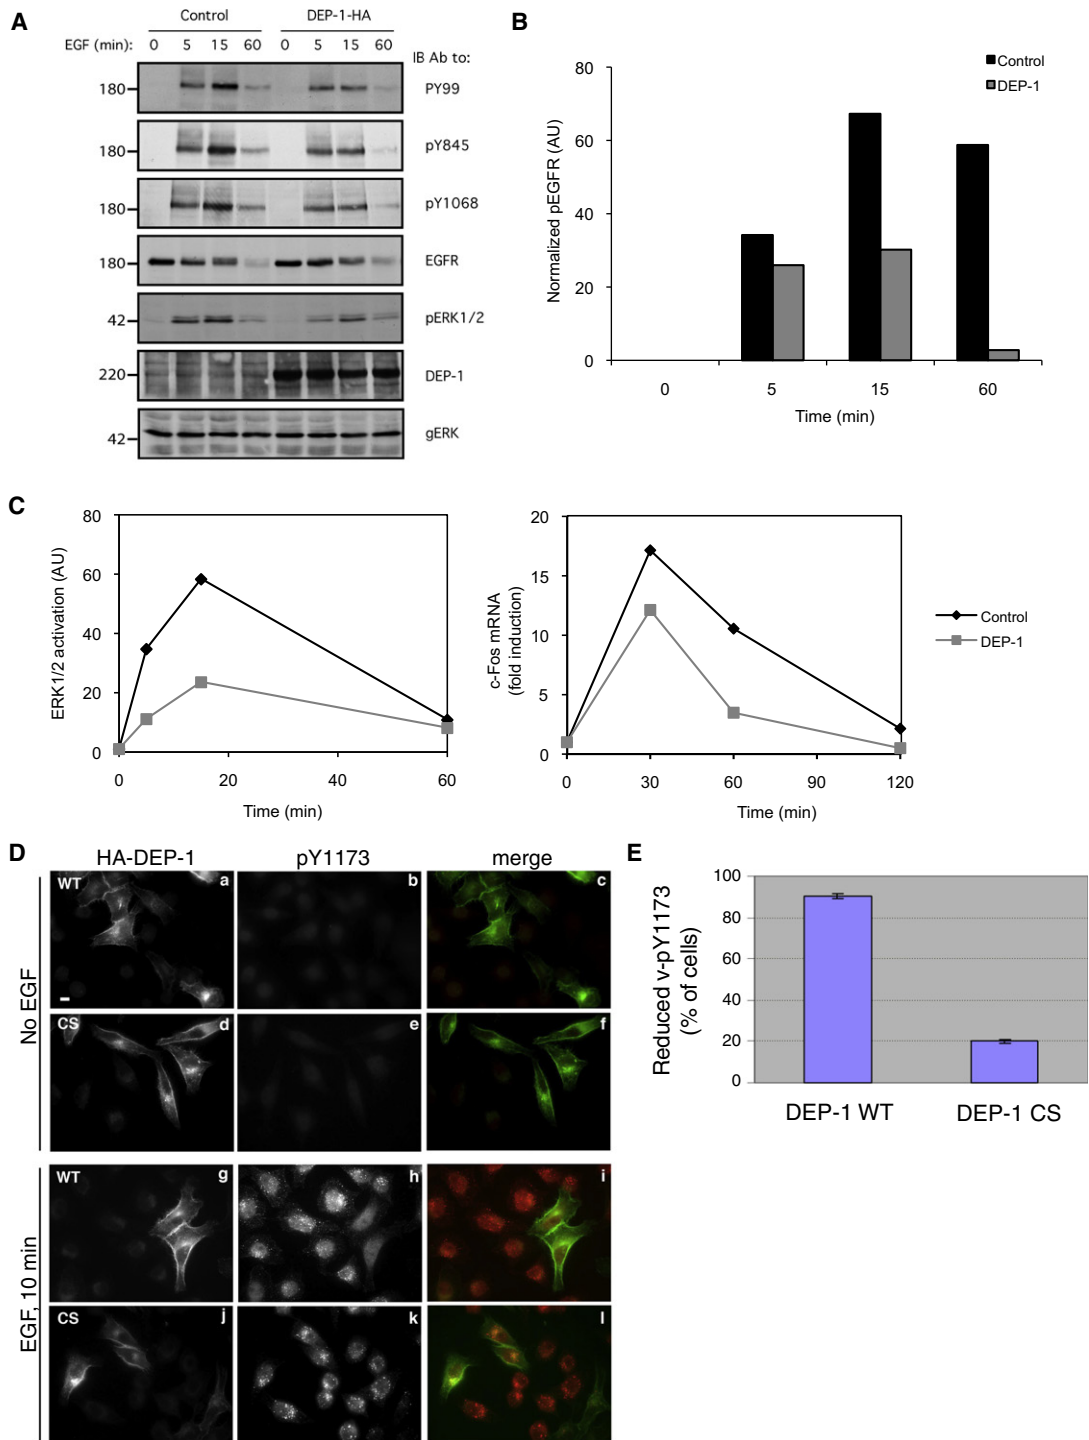 A
Control DEP-1-HA
EGF (min): 0 5 15 60 0 5 15 60
IB Ab to:
180 PY99
180 pY845
180 pY1068
180 EGFR
42 pERK1/2
220 DEP-1
42 gERK
B
Control
DEP-1
Normalized pEGFR (AU)
80
60
40
20
0
0 5 15 60
Time (min)
C
ERK1/2 activation (AU)
80
60
40
20
0
0 20 40 60
Time (min)
c-Fos mRNA
(fold induction)
20
15
10
5
0
0 30 60 90 120
Time (min)
Control
DEP-1
D
HA-DEP-1 pY1173 merge
No EGF
WT a b c
CS d e f
EGF, 10 min
WT g h i
CS j k l
E
Reduced v-pY1173
(% of cells)
100
80
60
40
20
0
DEP-1 WT DEP-1 CS